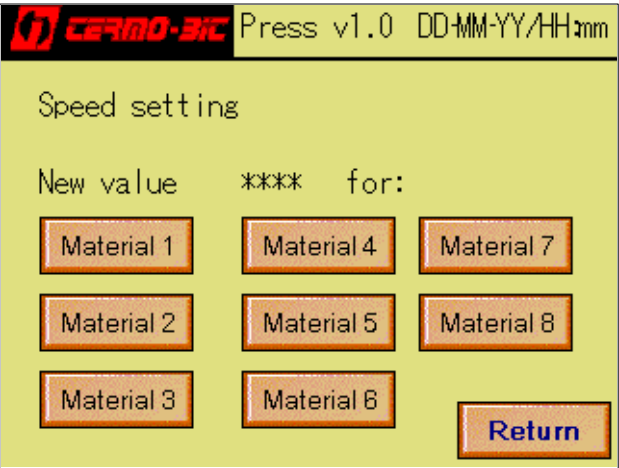 CERMO-BIC Press v1.0 DD-MM-YY/HH:mm
Speed setting
New value **** for:
Material 1 Material 4 Material 7
Material 2 Material 5 Material 8
Material 3 Material 6
Return